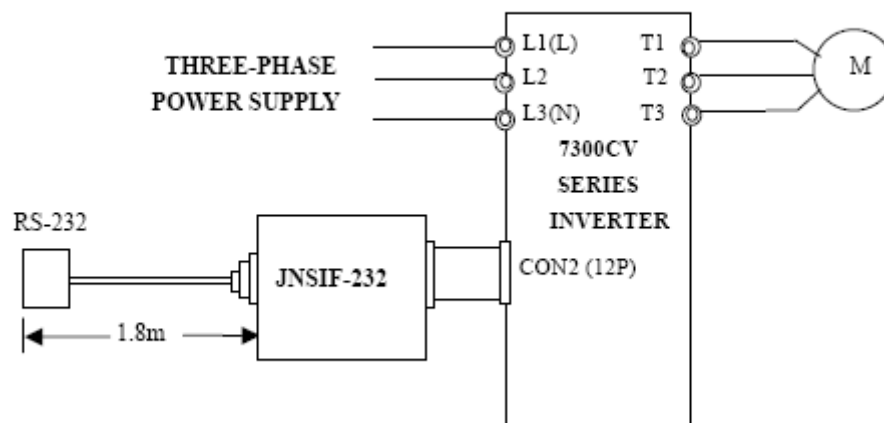 THREE-PHASE
POWER SUPPLY
L1(L)
L2
L3(N)
T1
T2
T3
M
7300CV
SERIES
INVERTER
RS-232
JNSIF-232
CON2 (12P)
1.8m